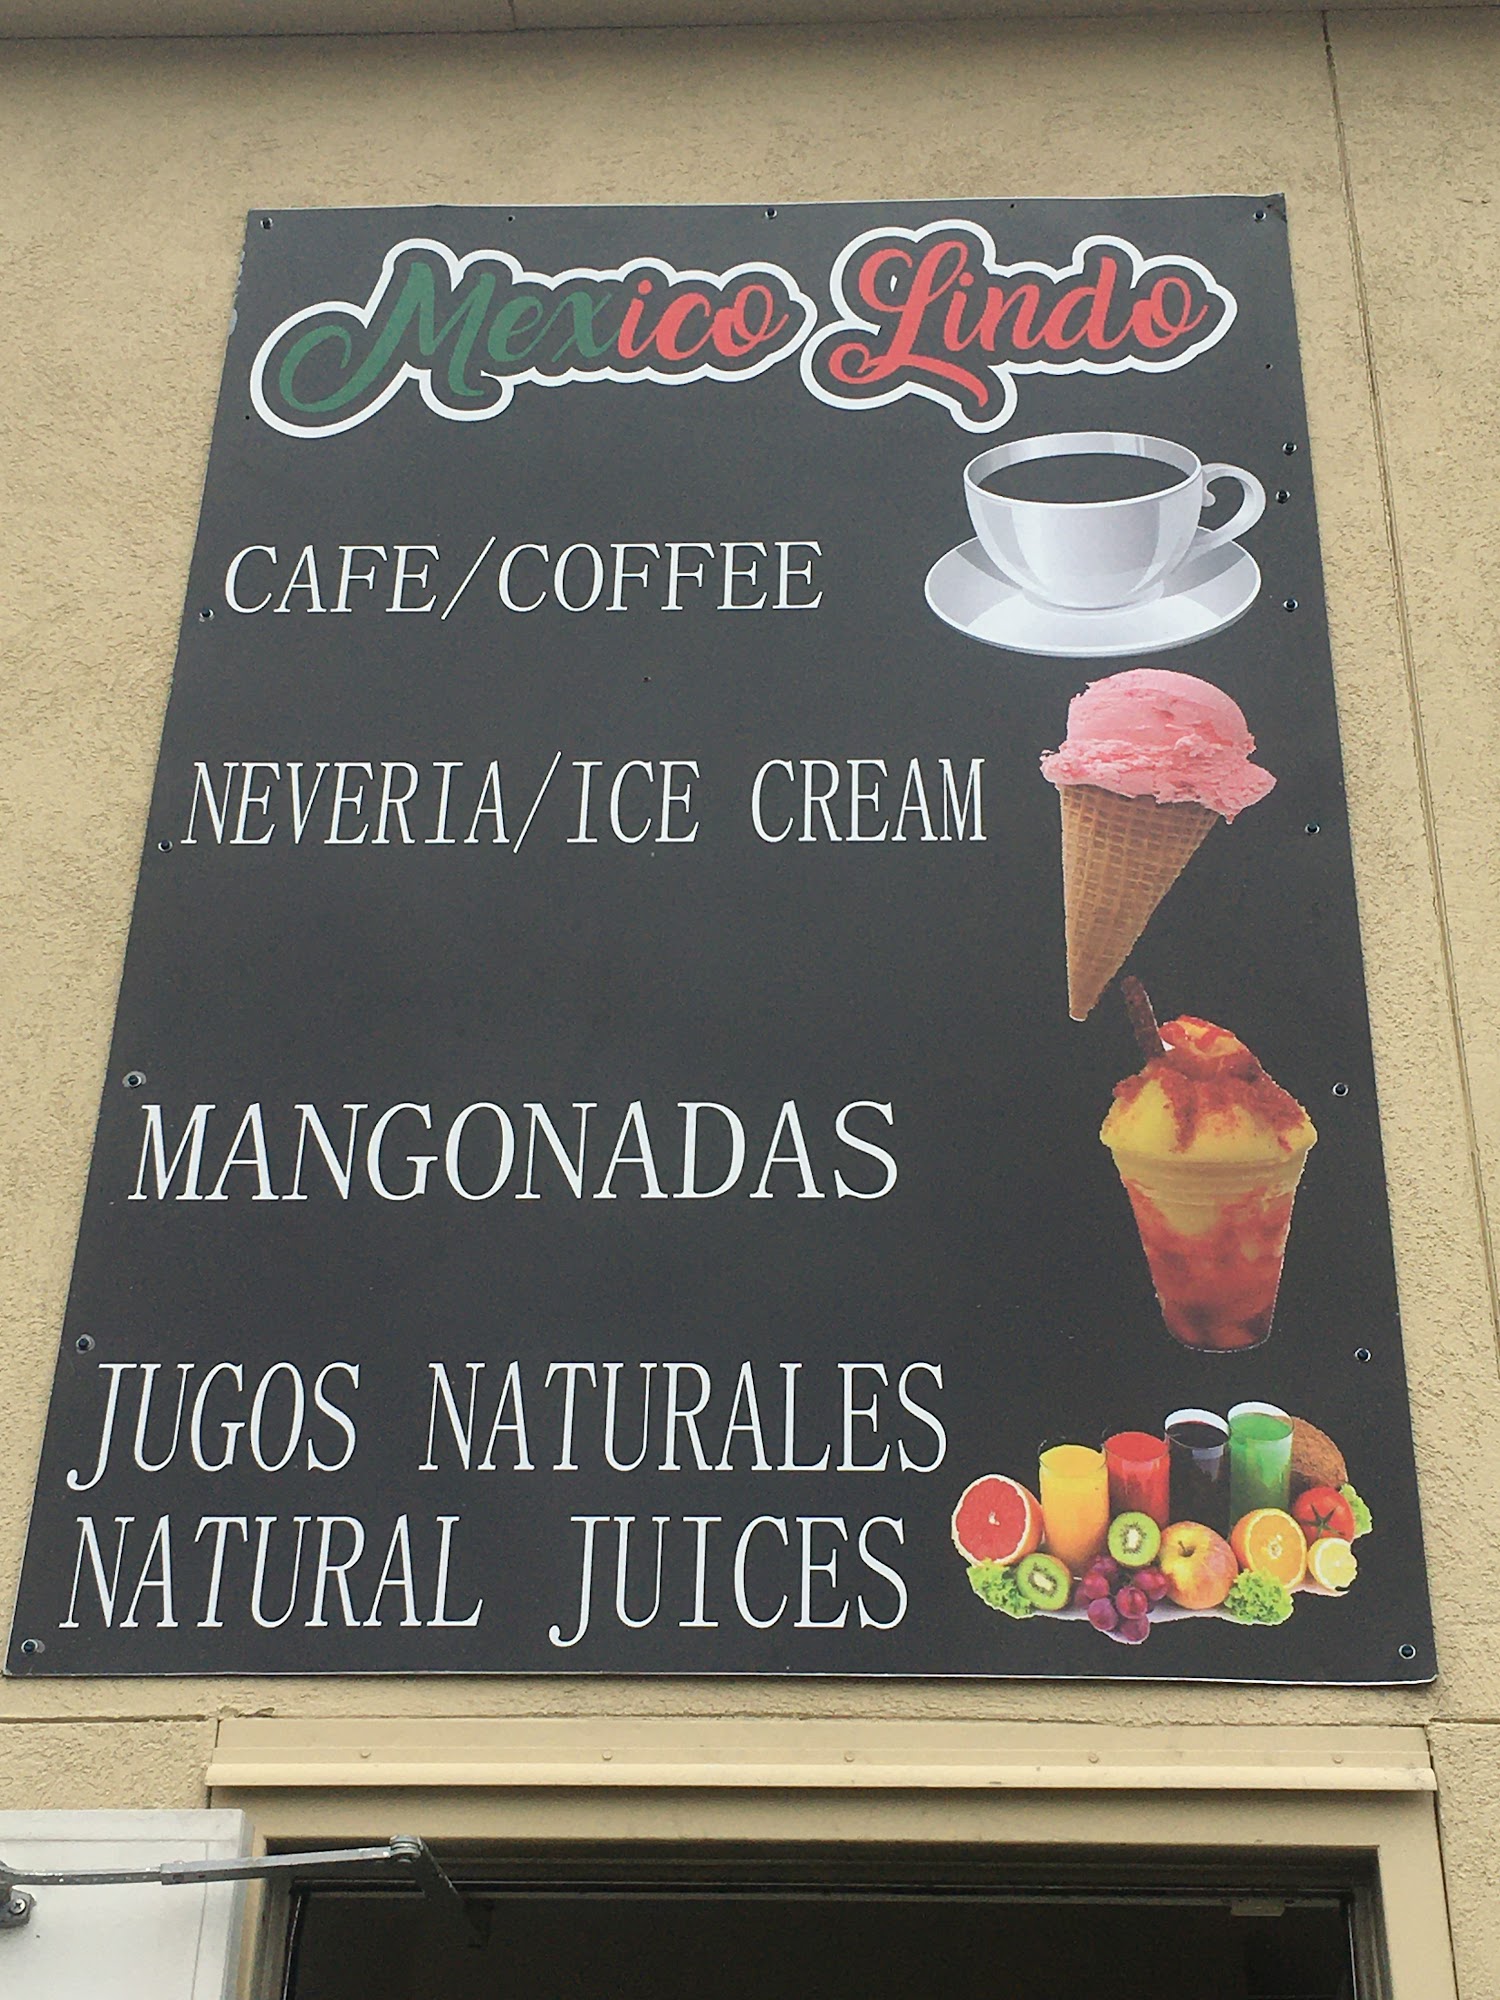 Mexico Lindo
CAFE/COFFEE
NEVERIA/ICE CREAM
MANGONADAS
JUGOS NATURALES
NATURAL JUICES